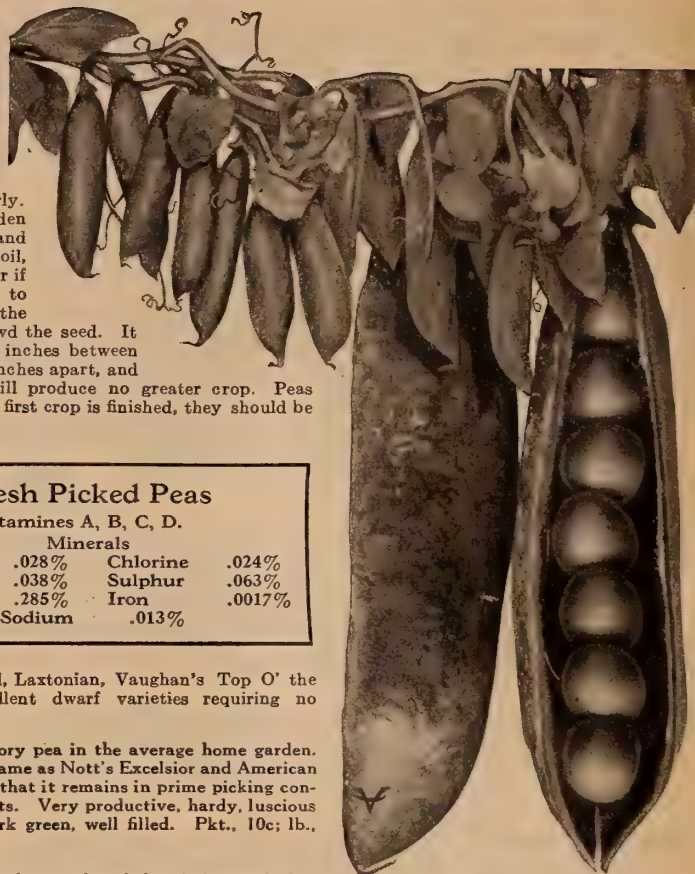 rly.
den
and
oil,
r if
to
the
wd the seed. It
inches between
nches apart, and
ill produce no greater crop. Peas
first crop is finished, they should be
esh Picked Peas
tamines A, B, C, D.
Minerals
.028% Chlorine .024%
.038% Sulphur .063%
.285% Iron .0017%
Sodium .013%
l, Laxtonian, Vaughan's Top O' the
llent dwarf varieties requiring no
ory pea in the average home garden.
ame as Nott's Excelsior and American
that it remains in prime picking con-
ts. Very productive, hardy, luscious
rk green, well filled. Pkt., 10c; lb.,